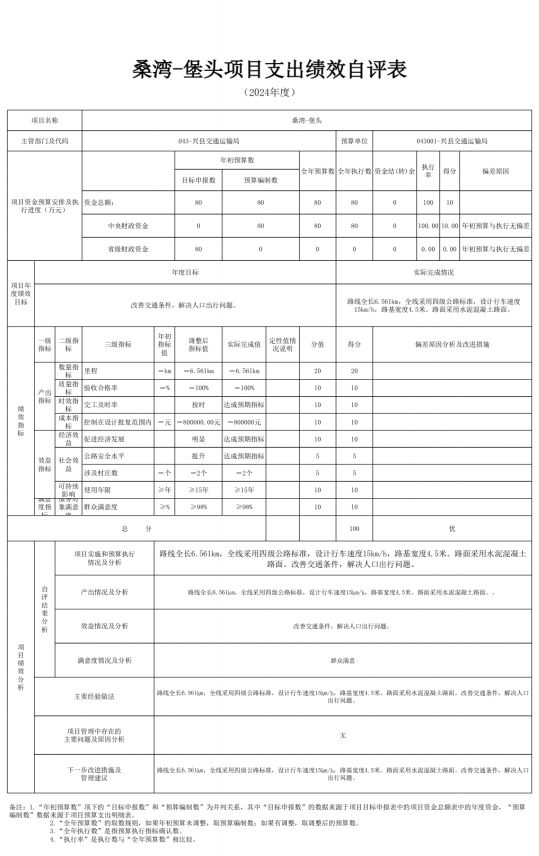 桑湾-堡头项目支出绩效自评表
（2024年度）
项目名称 桑湾-堡头
主管部门及代码 043-兴县交通运输局 预算单位 043001-兴县交通运输局
项目资金预算安排及执行进度（万元） 年初预算数 全年预算数 全年执行数 资金结(转)余 执行率 得分 偏差原因
目标申报数 预算编制数
资金总额： 80 80 80 80 0 100 10
中央财政资金 0 80 80 80 0 100.00 10.00 年初预算与执行无偏差
省级财政资金 80 0 0 0 0 0.00 0.00 年初预算与执行无偏差
项目年度绩效目标 年度目标 实际完成情况
改善交通条件，解决人口出行问题。 路线全长6.561km，全线采用四级公路标准，设计行车速度15km/h，路基宽度4.5米。路面采用水泥混凝土路面。
绩效指标 一级指标 二级指标 三级指标 年初指标值 调整后指标值 实际完成值 定性值情况说明 分值 得分 偏差原因分析及改进措施
产出指标 数量指标 里程 =km =6.561km =6.561km 20 20
质量指标 验收合格率 =% =100% =100% 10 10
时效指标 完工及时率 按时 达成预期指标 10 10
成本指标 控制在设计批复范围内 =元 =800000.00元 =800000元 10 10
效益指标 经济效益 促进经济发展 明显 达成预期指标 10 10
社会效益 公路安全水平 提升 达成预期指标 5 5
涉及村庄数 =个 =2个 =2个 5 5
可持续影响 使用年限 ≥年 ≥15年 ≥15年 10 10
满意度指标 服务对象满意度 群众满意度 ≥% ≥98% ≥98% 10 10
总 分 100 优
项目绩效分析 自评结果分析 项目实施和预算执行情况及分析 路线全长6.561km，全线采用四级公路标准，设计行车速度15km/h，路基宽度4.5米。路面采用水泥混凝土路面。改善交通条件，解决人口出行问题。
产出情况及分析 路线全长6.561km，全线采用四级公路标准，设计行车速度15km/h，路基宽度4.5米。路面采用水泥混凝土路面。。
效益情况及分析 改善交通条件，解决人口出行问题。
满意度情况及分析 群众满意
主要经验做法 路线全长6.561km，全线采用四级公路标准，设计行车速度15km/h，路基宽度4.5米。路面采用水泥混凝土路面。改善交通条件，解决人口出行问题。
项目管理中存在的主要问题及原因分析 无
下一步改进措施及管理建议 路线全长6.561km，全线采用四级公路标准，设计行车速度15km/h，路基宽度4.5米。路面采用水泥混凝土路面。改善交通条件，解决人口出行问题。
备注：1.“年初预算数”项下的“目标申报数”和“预算编制数”为并列关系，其中“目标申报数”的数据来源于项目目标申报表中的项目资金总额表中的年度资金，“预算
编制数”数据来源于项目支出明细表。
2.“全年预算数”的取数规则，如果年初预算未调整，取预算编制数；如果有调整，取调整后的预算数。
3.“全年执行数”是指预算执行指标确认数。
4.“执行率”是执行数与“全年预算数”相比较。